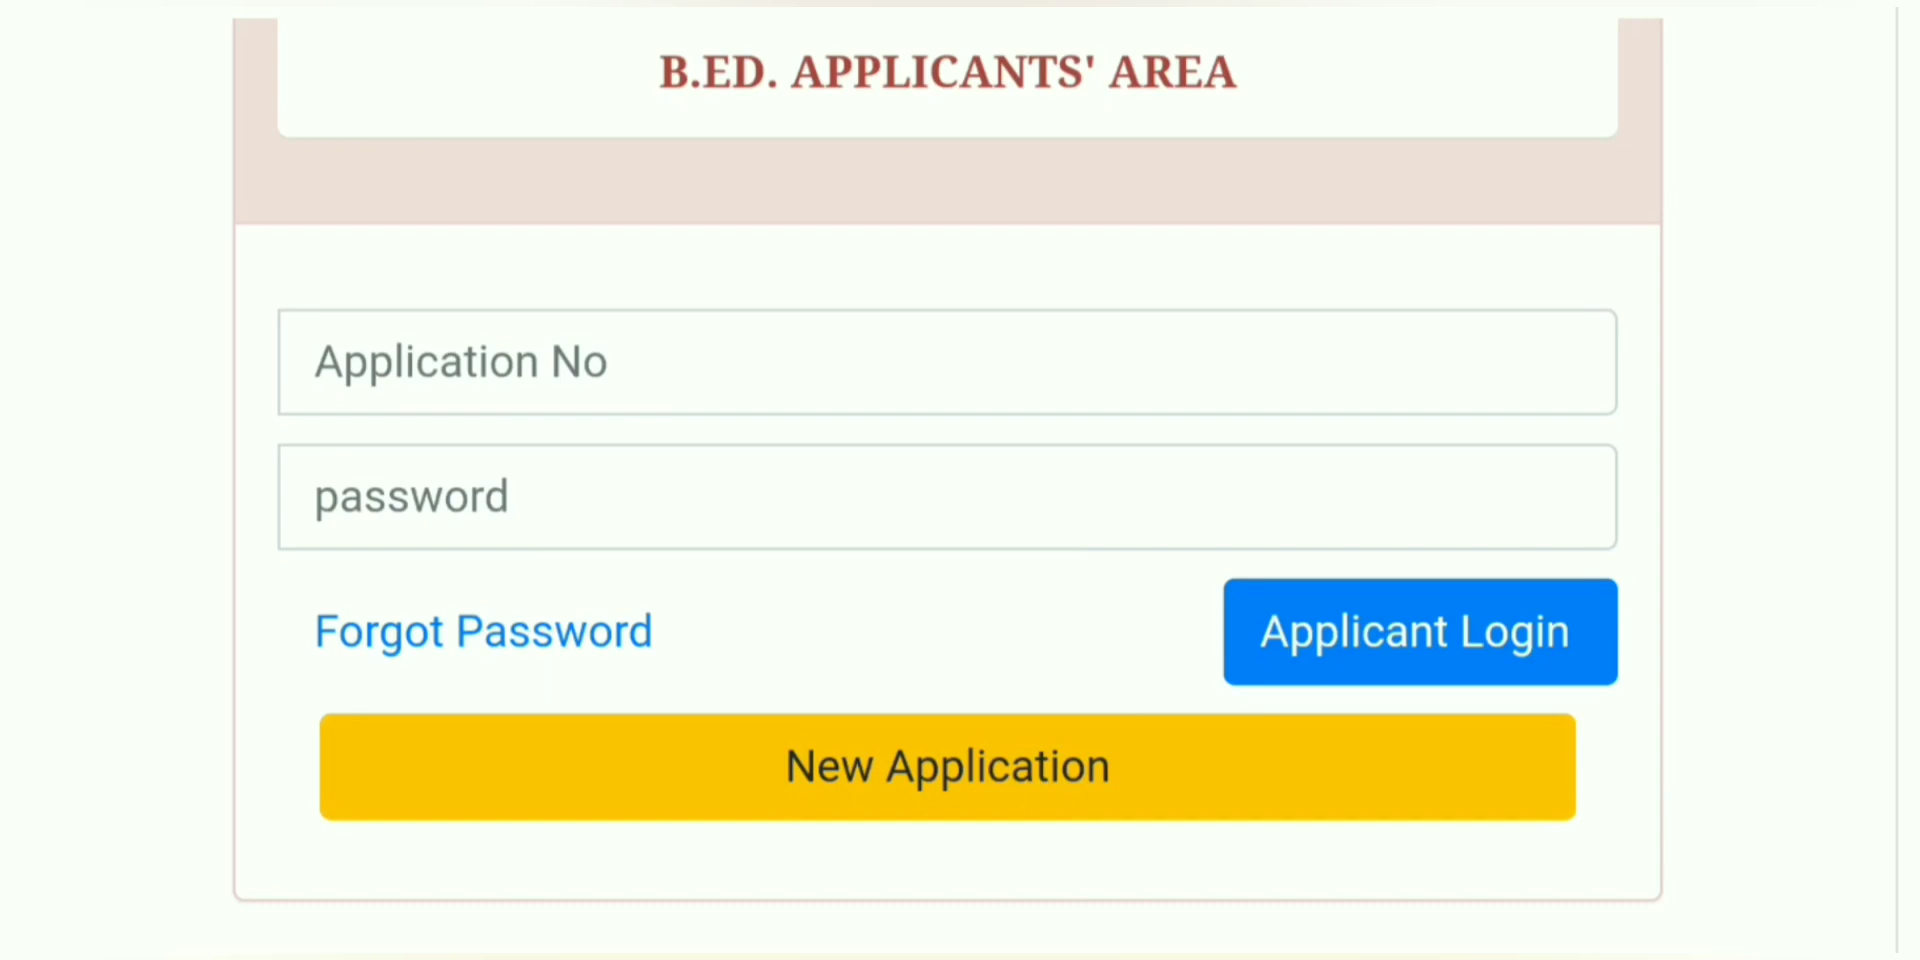 B.ED. APPLICANTS' AREA
Application No
password
Forgot Password
Applicant Login
New Application